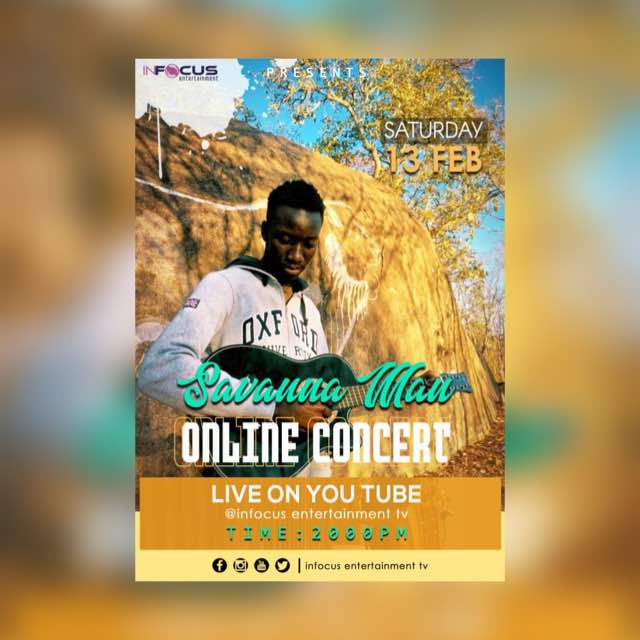 INFOCUS
entertainment
PRESENTS
SATURDAY
13 FEB
OXFORD
Savanna Man
ONLINE CONCERT
LIVE ON YOU TUBE
@infocus entertainment tv
TIME:2000PM
infocus entertainment tv